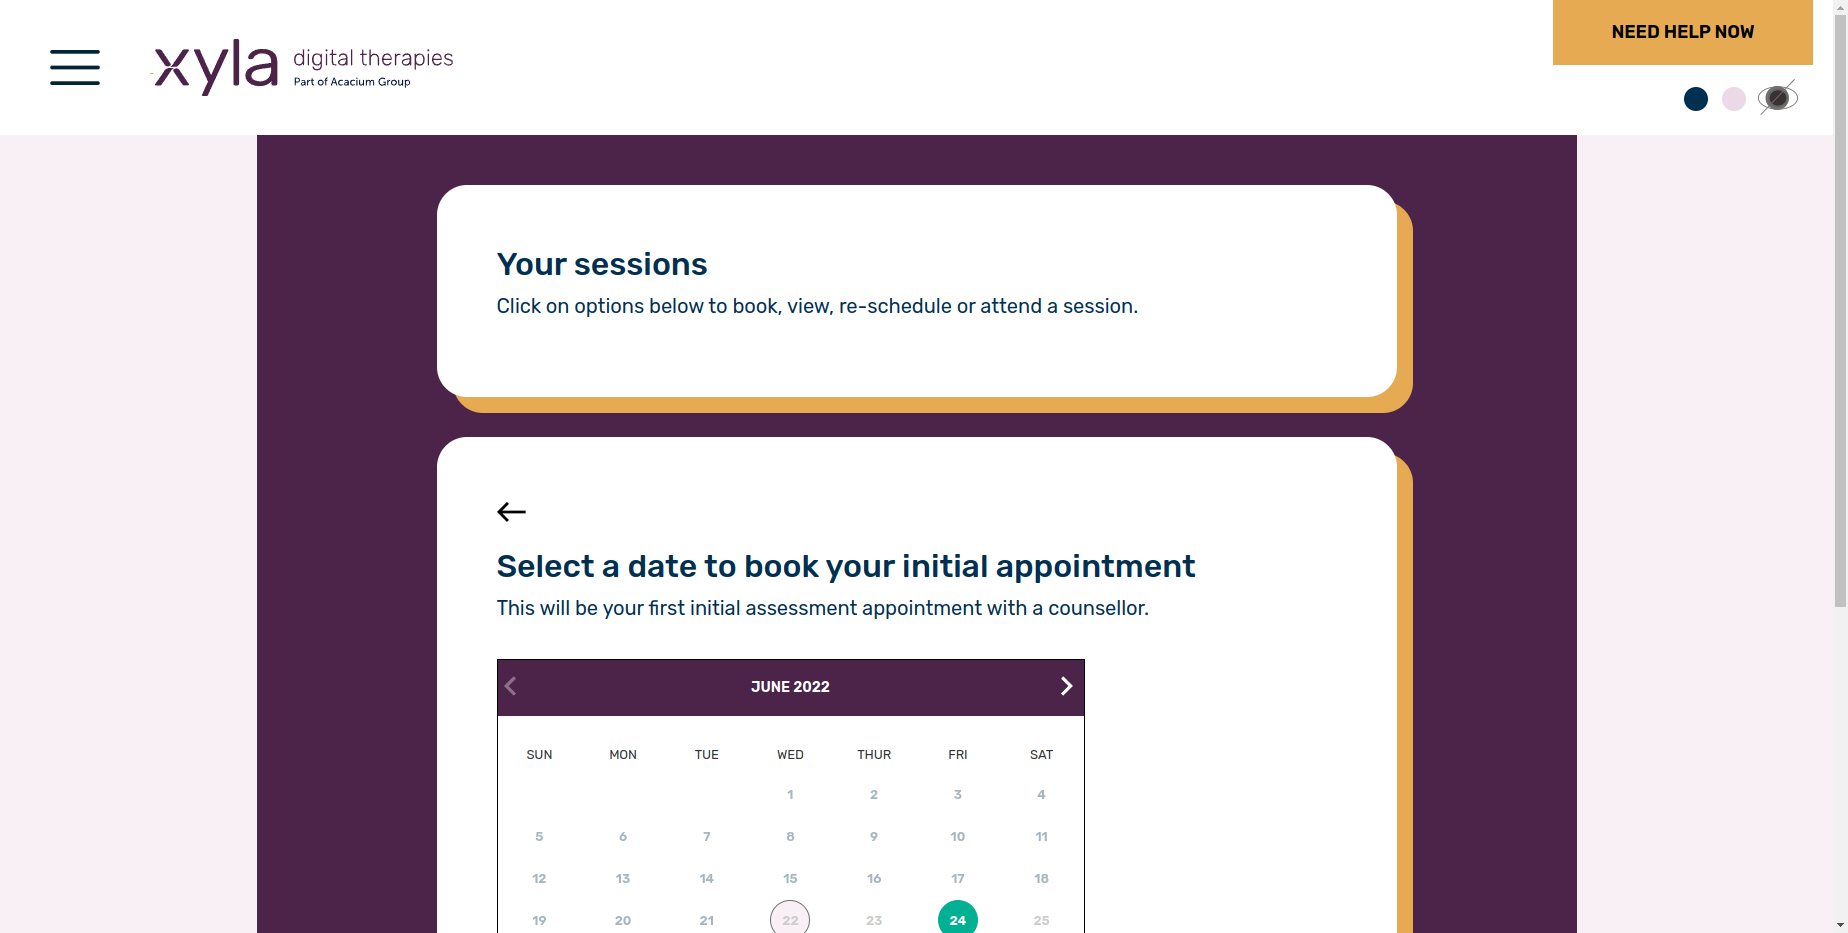 NEED HELP NOW
xyla digital therapies
Part of Acacium Group
Your sessions
Click on options below to book, view, re-schedule or attend a session.
Select a date to book your initial appointment
This will be your first initial assessment appointment with a counsellor.
JUNE 2022
SUN MON TUE WED THUR FRI SAT
1 2 3 4
5 6 7 8 9 10 11
12 13 14 15 16 17 18
19 20 21 22 23 24 25